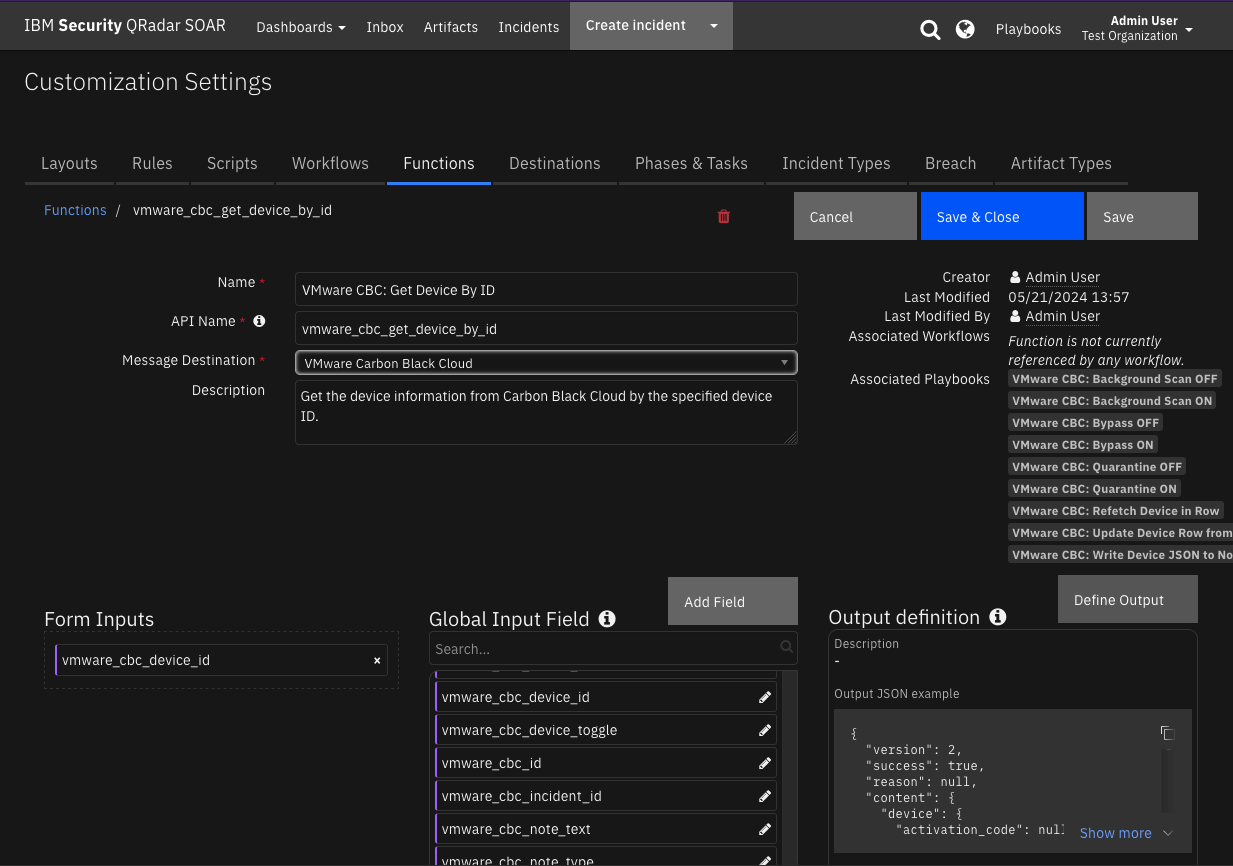 IBM Security QRadar SOAR
Dashboards
Inbox
Artifacts
Incidents
Create incident
Playbooks
Admin User
Test Organization
Customization Settings
Layouts
Rules
Scripts
Workflows
Functions
Destinations
Phases & Tasks
Incident Types
Breach
Artifact Types
Functions / vmware_cbc_get_device_by_id
Cancel
Save & Close
Save
Name *
VMware CBC: Get Device By ID
API Name *
vmware_cbc_get_device_by_id
Message Destination *
VMware Carbon Black Cloud
Description
Get the device information from Carbon Black Cloud by the specified device
ID.
Creator
Admin User
Last Modified
05/21/2024 13:57
Last Modified By
Admin User
Associated Workflows
Function is not currently
referenced by any workflow.
Associated Playbooks
VMware CBC: Background Scan OFF
VMware CBC: Background Scan ON
VMware CBC: Bypass OFF
VMware CBC: Bypass ON
VMware CBC: Quarantine OFF
VMware CBC: Quarantine ON
VMware CBC: Refetch Device in Row
VMware CBC: Update Device Row from
VMware CBC: Write Device JSON to No
Form Inputs
vmware_cbc_device_id
×
Global Input Field
Add Field
Search...
vmware_cbc_device_id
vmware_cbc_device_toggle
vmware_cbc_id
vmware_cbc_incident_id
vmware_cbc_note_text
vmware_cbc_note_type
Output definition
Define Output
Description
-
Output JSON example
{
"version": 2,
"success": true,
"reason": null,
"content": {
"device": {
"activation_code": null
Show more